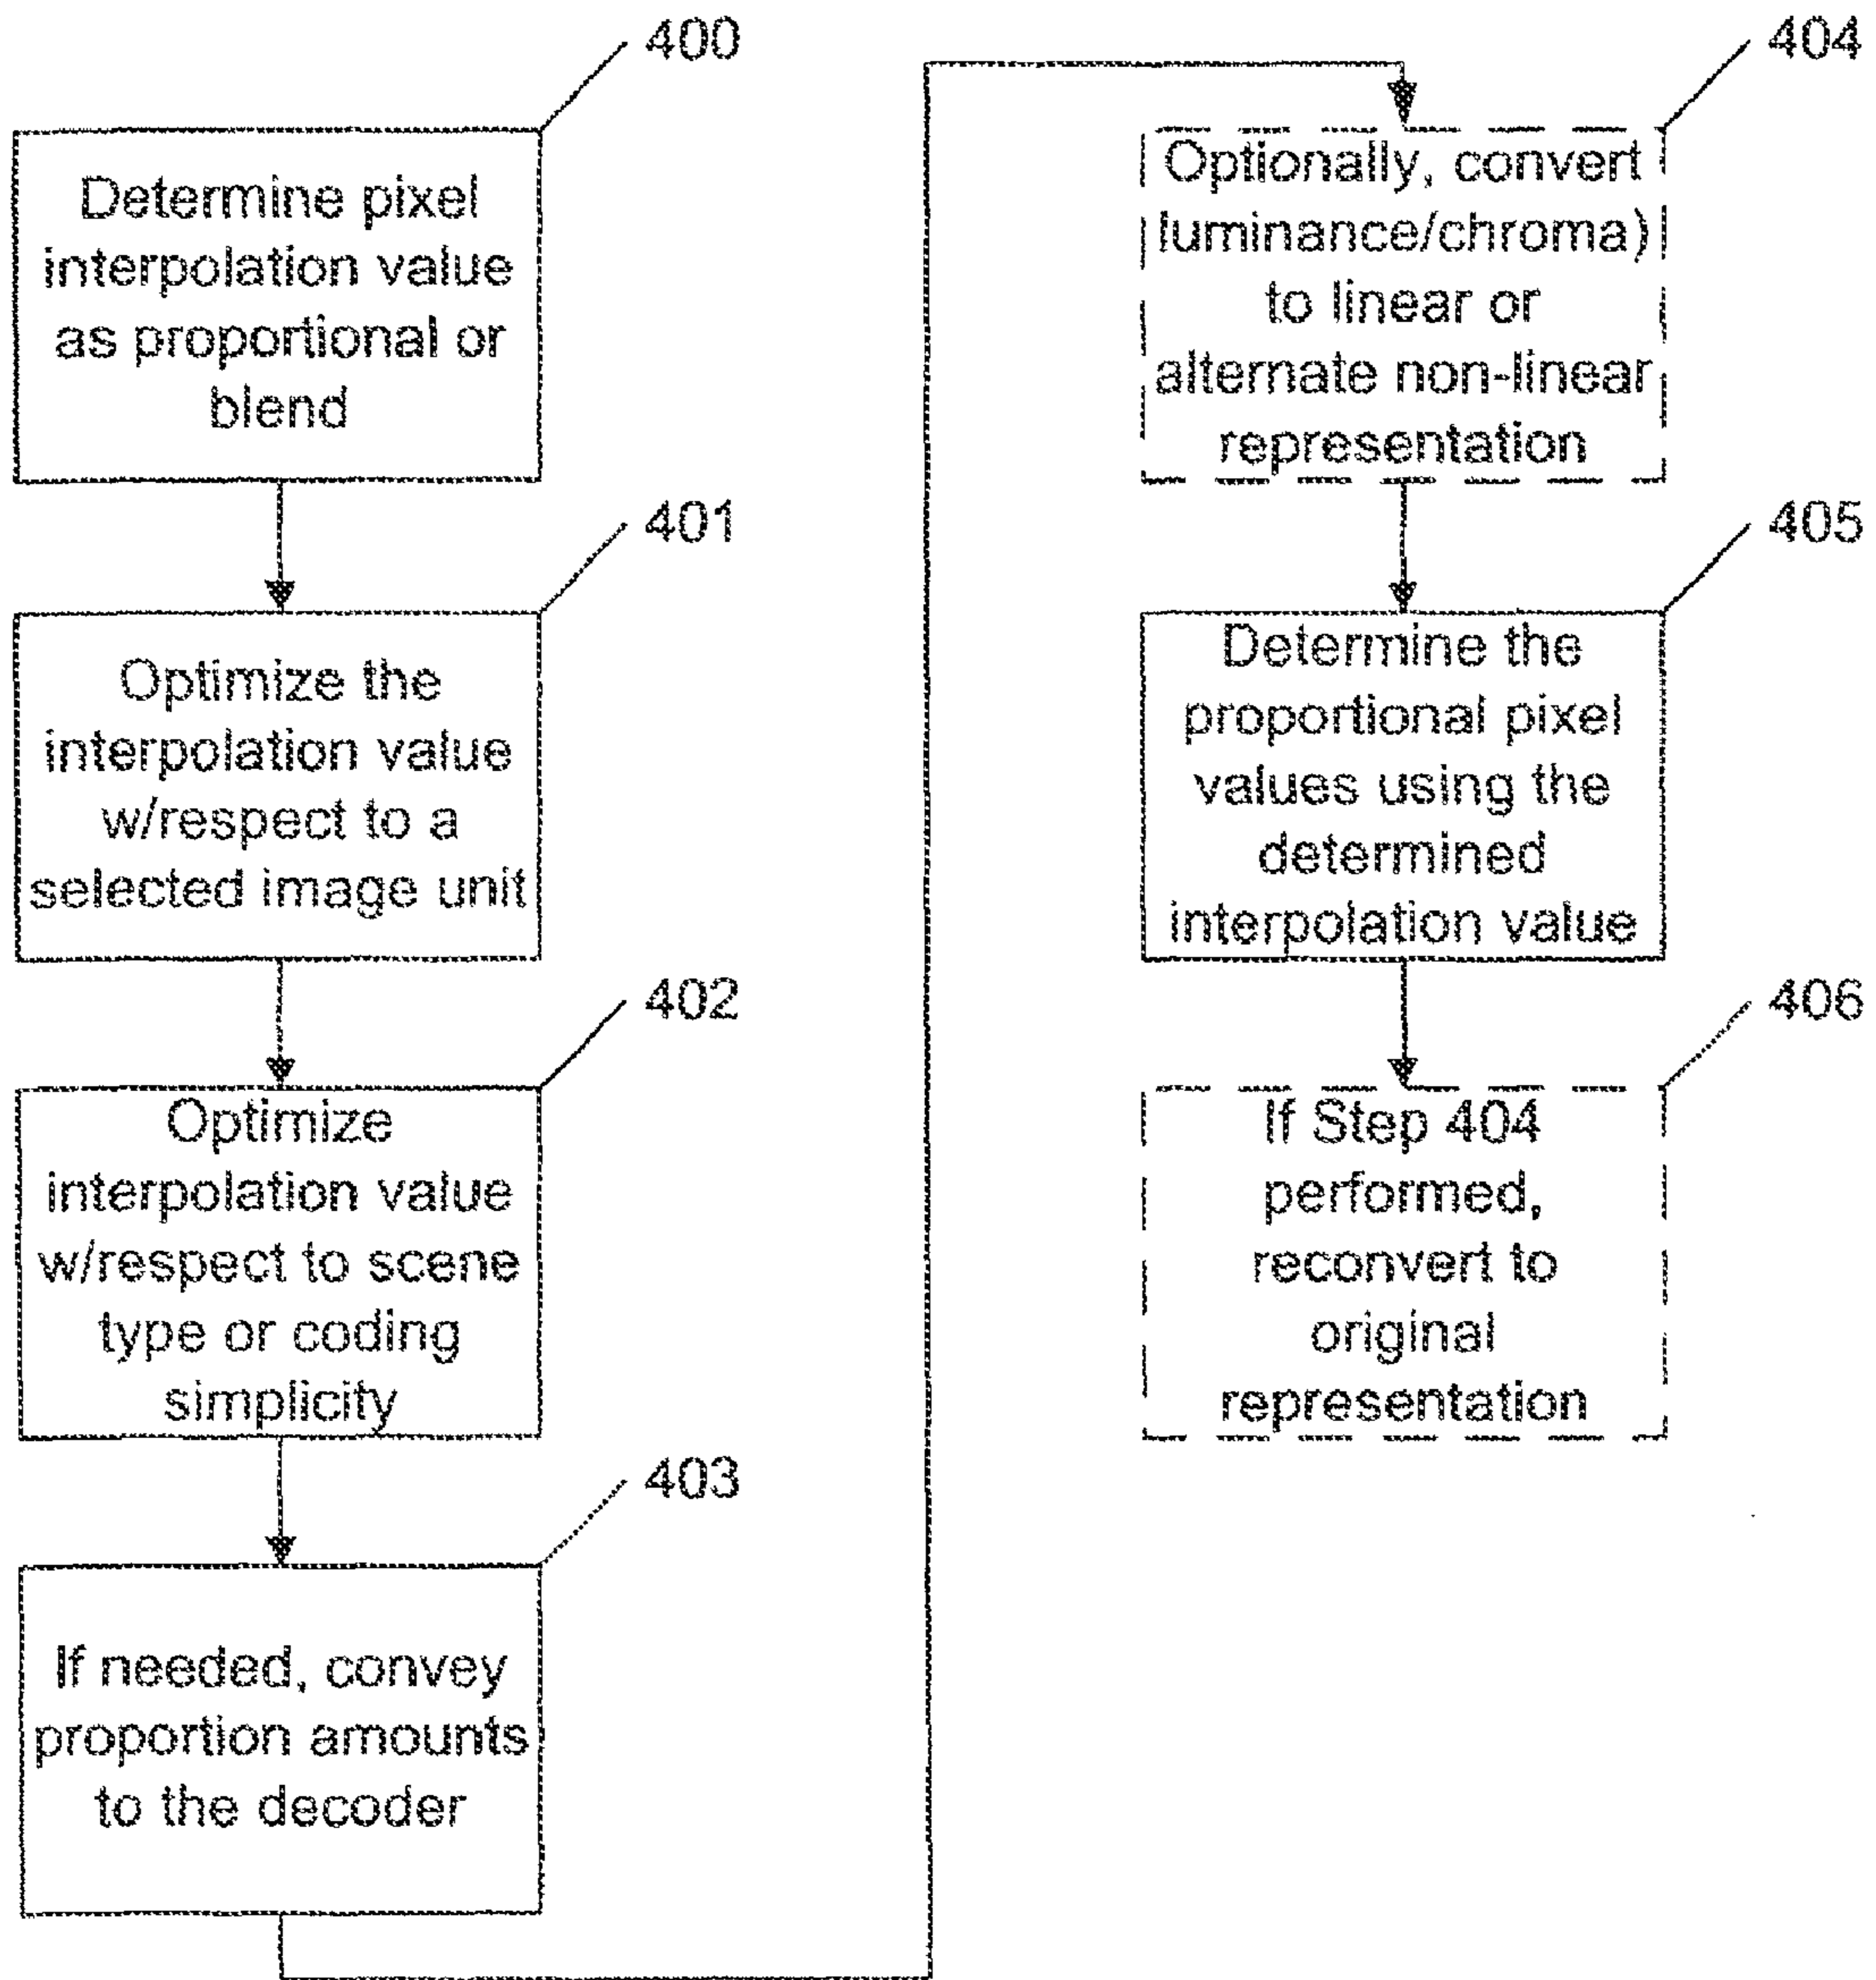 400
Determine pixel
interpolation value
as proportional or
blend
401
Optimize the
interpolation value
w/respect to a
selected image unit
402
Optimize
interpolation value
w/respect to scene
type or coding
simplicity
403
If needed, convey
proportion amounts
to the decoder
404
Optionally, convert
luminance/chroma)
to linear or
alternate non-linear
representation
405
Determine the
proportional pixel
values using the
determined
interpolation value
406
If Step 404
performed,
reconvert to
original
representation